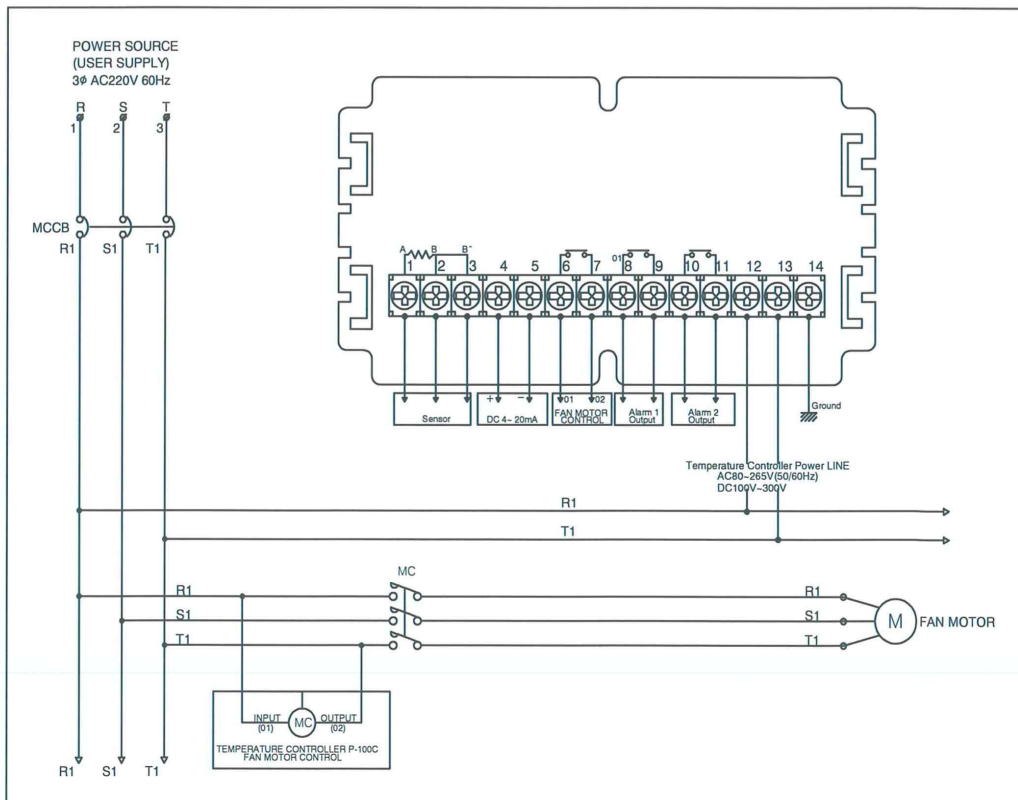 POWER SOURCE
(USER SUPPLY)
3Ø AC220V 60Hz
R S T
1 2 3
MCCB
R1 S1 T1
A B B-
01
1 2 3 4 5 6 7 8 9 10 11 12 13 14
Sensor
+ −
DC 4~ 20mA
01 02
FAN MOTOR
CONTROL
Alarm 1
Output
Alarm 2
Output
Ground
Temperature Controller Power LINE
AC80~265V(50/60Hz)
DC100V~300V
R1
T1
MC
R1 R1
S1 S1
T1 T1
M FAN MOTOR
INPUT
(01)
MC
OUTPUT
(02)
TEMPERATURE CONTROLLER P-100C
FAN MOTOR CONTROL
R1 S1 T1